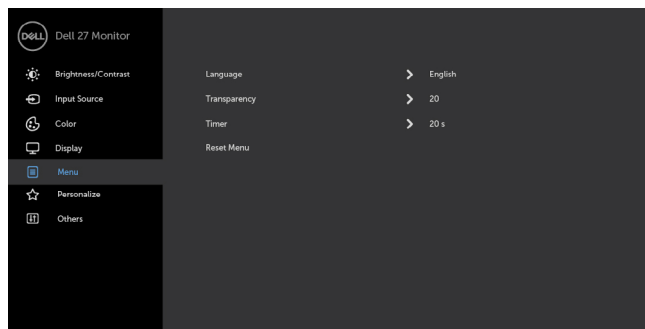 DELL Dell 27 Monitor
Brightness/Contrast
Input Source
Color
Display
Menu
Personalize
Others
Language English
Transparency 20
Timer 20 s
Reset Menu